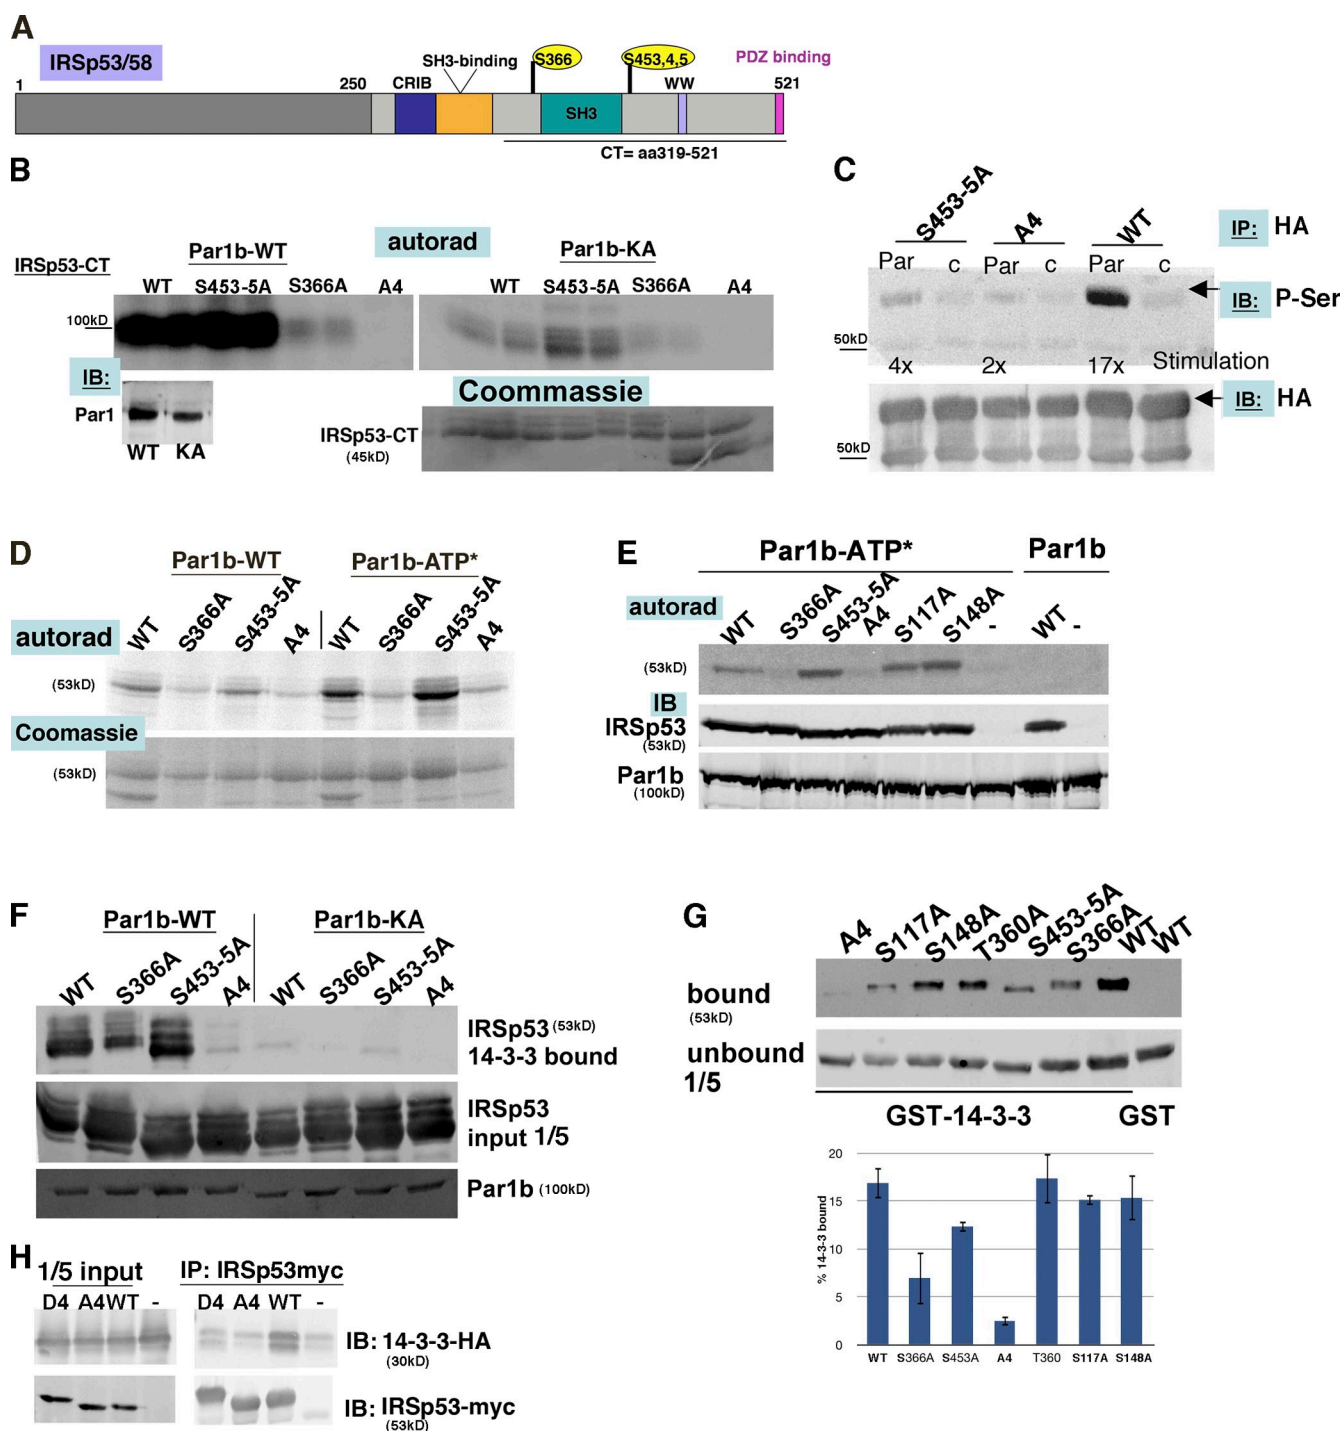 A
IRSp53/58
SH3-binding
S366
S453,4,5
PDZ binding
1
250
CRIB
WW
521
SH3
CT= aa319-521
B
autorad
Par1b-WT
Par1b-KA
IRSp53-CT
WT S453-5A S366A A4
WT S453-5A S366A A4
100kD
IB:
Par1
WT KA
Coommassie
IRSp53-CT
(45kD)
C
S453-5A A4 WT
IP: HA
Par c Par c Par c
IB: P-Ser
50kD
4x 2x 17x Stimulation
IB: HA
50kD
D
Par1b-WT Par1b-ATP*
WT S366A S453-5A A4 WT S366A S453-5A A4
autorad
(53kD)
Coomassie
(53kD)
E
Par1b-ATP* Par1b
autorad
WT S366A S453-5A A4 S117A S148A - WT -
(53kD)
IB
IRSp53
(53kD)
Par1b
(100kD)
F
Par1b-WT Par1b-KA
WT S366A S453-5A A4 WT S366A S453-5A A4
IRSp53 (53kD)
14-3-3 bound
IRSp53
input 1/5
Par1b (100kD)
G
A4 S117A S148A T360A S453-5A S366A WT WT
bound
(53kD)
unbound
1/5
GST-14-3-3 GST
% 14-3-3 bound
20
15
10
5
0
WT S366A S453A A4 T360 S117A S148A
H
1/5 input IP: IRSp53myc
D4 A4WT - D4 A4 WT -
IB: 14-3-3-HA
(30kD)
IB: IRSp53-myc
(53kD)